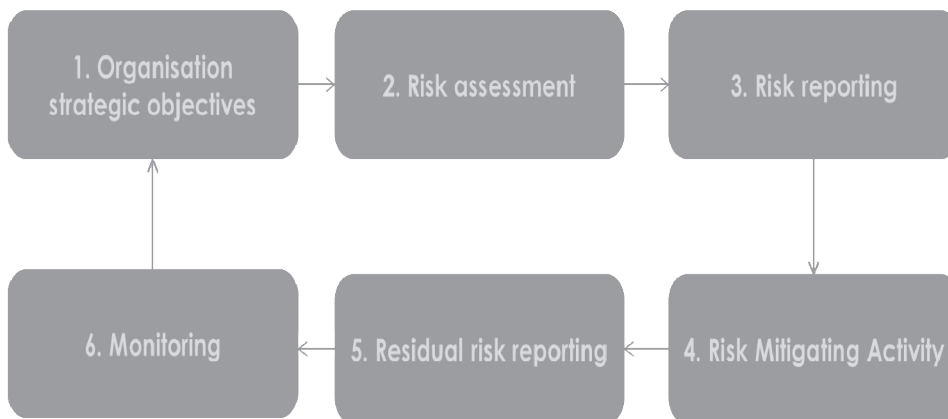 1. Organisation
strategic objectives
2. Risk assessment
3. Risk reporting
4. Risk Mitigating Activity
5. Residual risk reporting
6. Monitoring